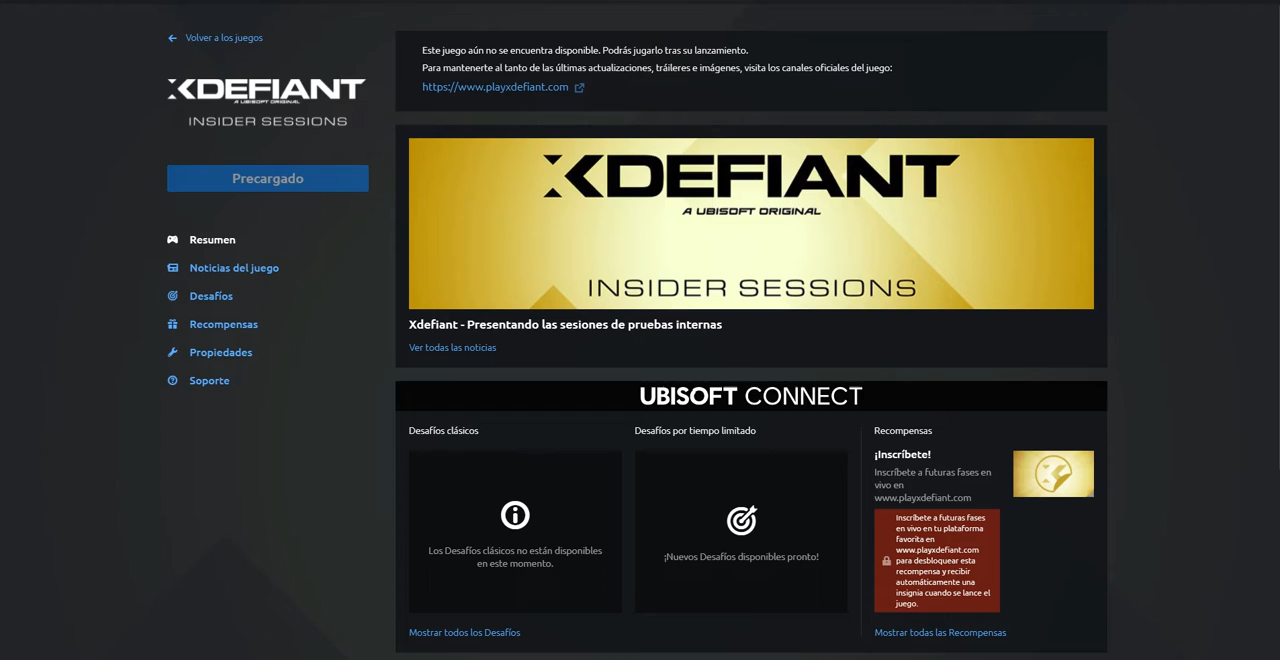 Volver a los juegos
XDEFIANT
A UBISOFT ORIGINAL
INSIDER SESSIONS
Precargado
Resumen
Noticias del juego
Desafíos
Recompensas
Propiedades
Soporte
Este juego aún no se encuentra disponible. Podrás jugarlo tras su lanzamiento.
Para mantenerte al tanto de las últimas actualizaciones, tráileres e imágenes, visita los canales oficiales del juego:
https://www.playxdefiant.com
XDEFIANT
A UBISOFT ORIGINAL
INSIDER SESSIONS
Xdefiant - Presentando las sesiones de pruebas internas
Ver todas las noticias
UBISOFT CONNECT
Desafíos clásicos
Los Desafíos clásicos no están disponibles
en este momento.
Mostrar todos los Desafíos
Desafíos por tiempo limitado
¡Nuevos Desafíos disponibles pronto!
Recompensas
¡Inscríbete!
Inscríbete a futuras fases en
vivo en
www.playxdefiant.com
Inscríbete a futuras fases
en vivo en tu plataforma
favorita en
www.playxdefiant.com
para desbloquear esta
recompensa y recibir
automáticamente una
insignia cuando se lance el
juego.
Mostrar todas las Recompensas